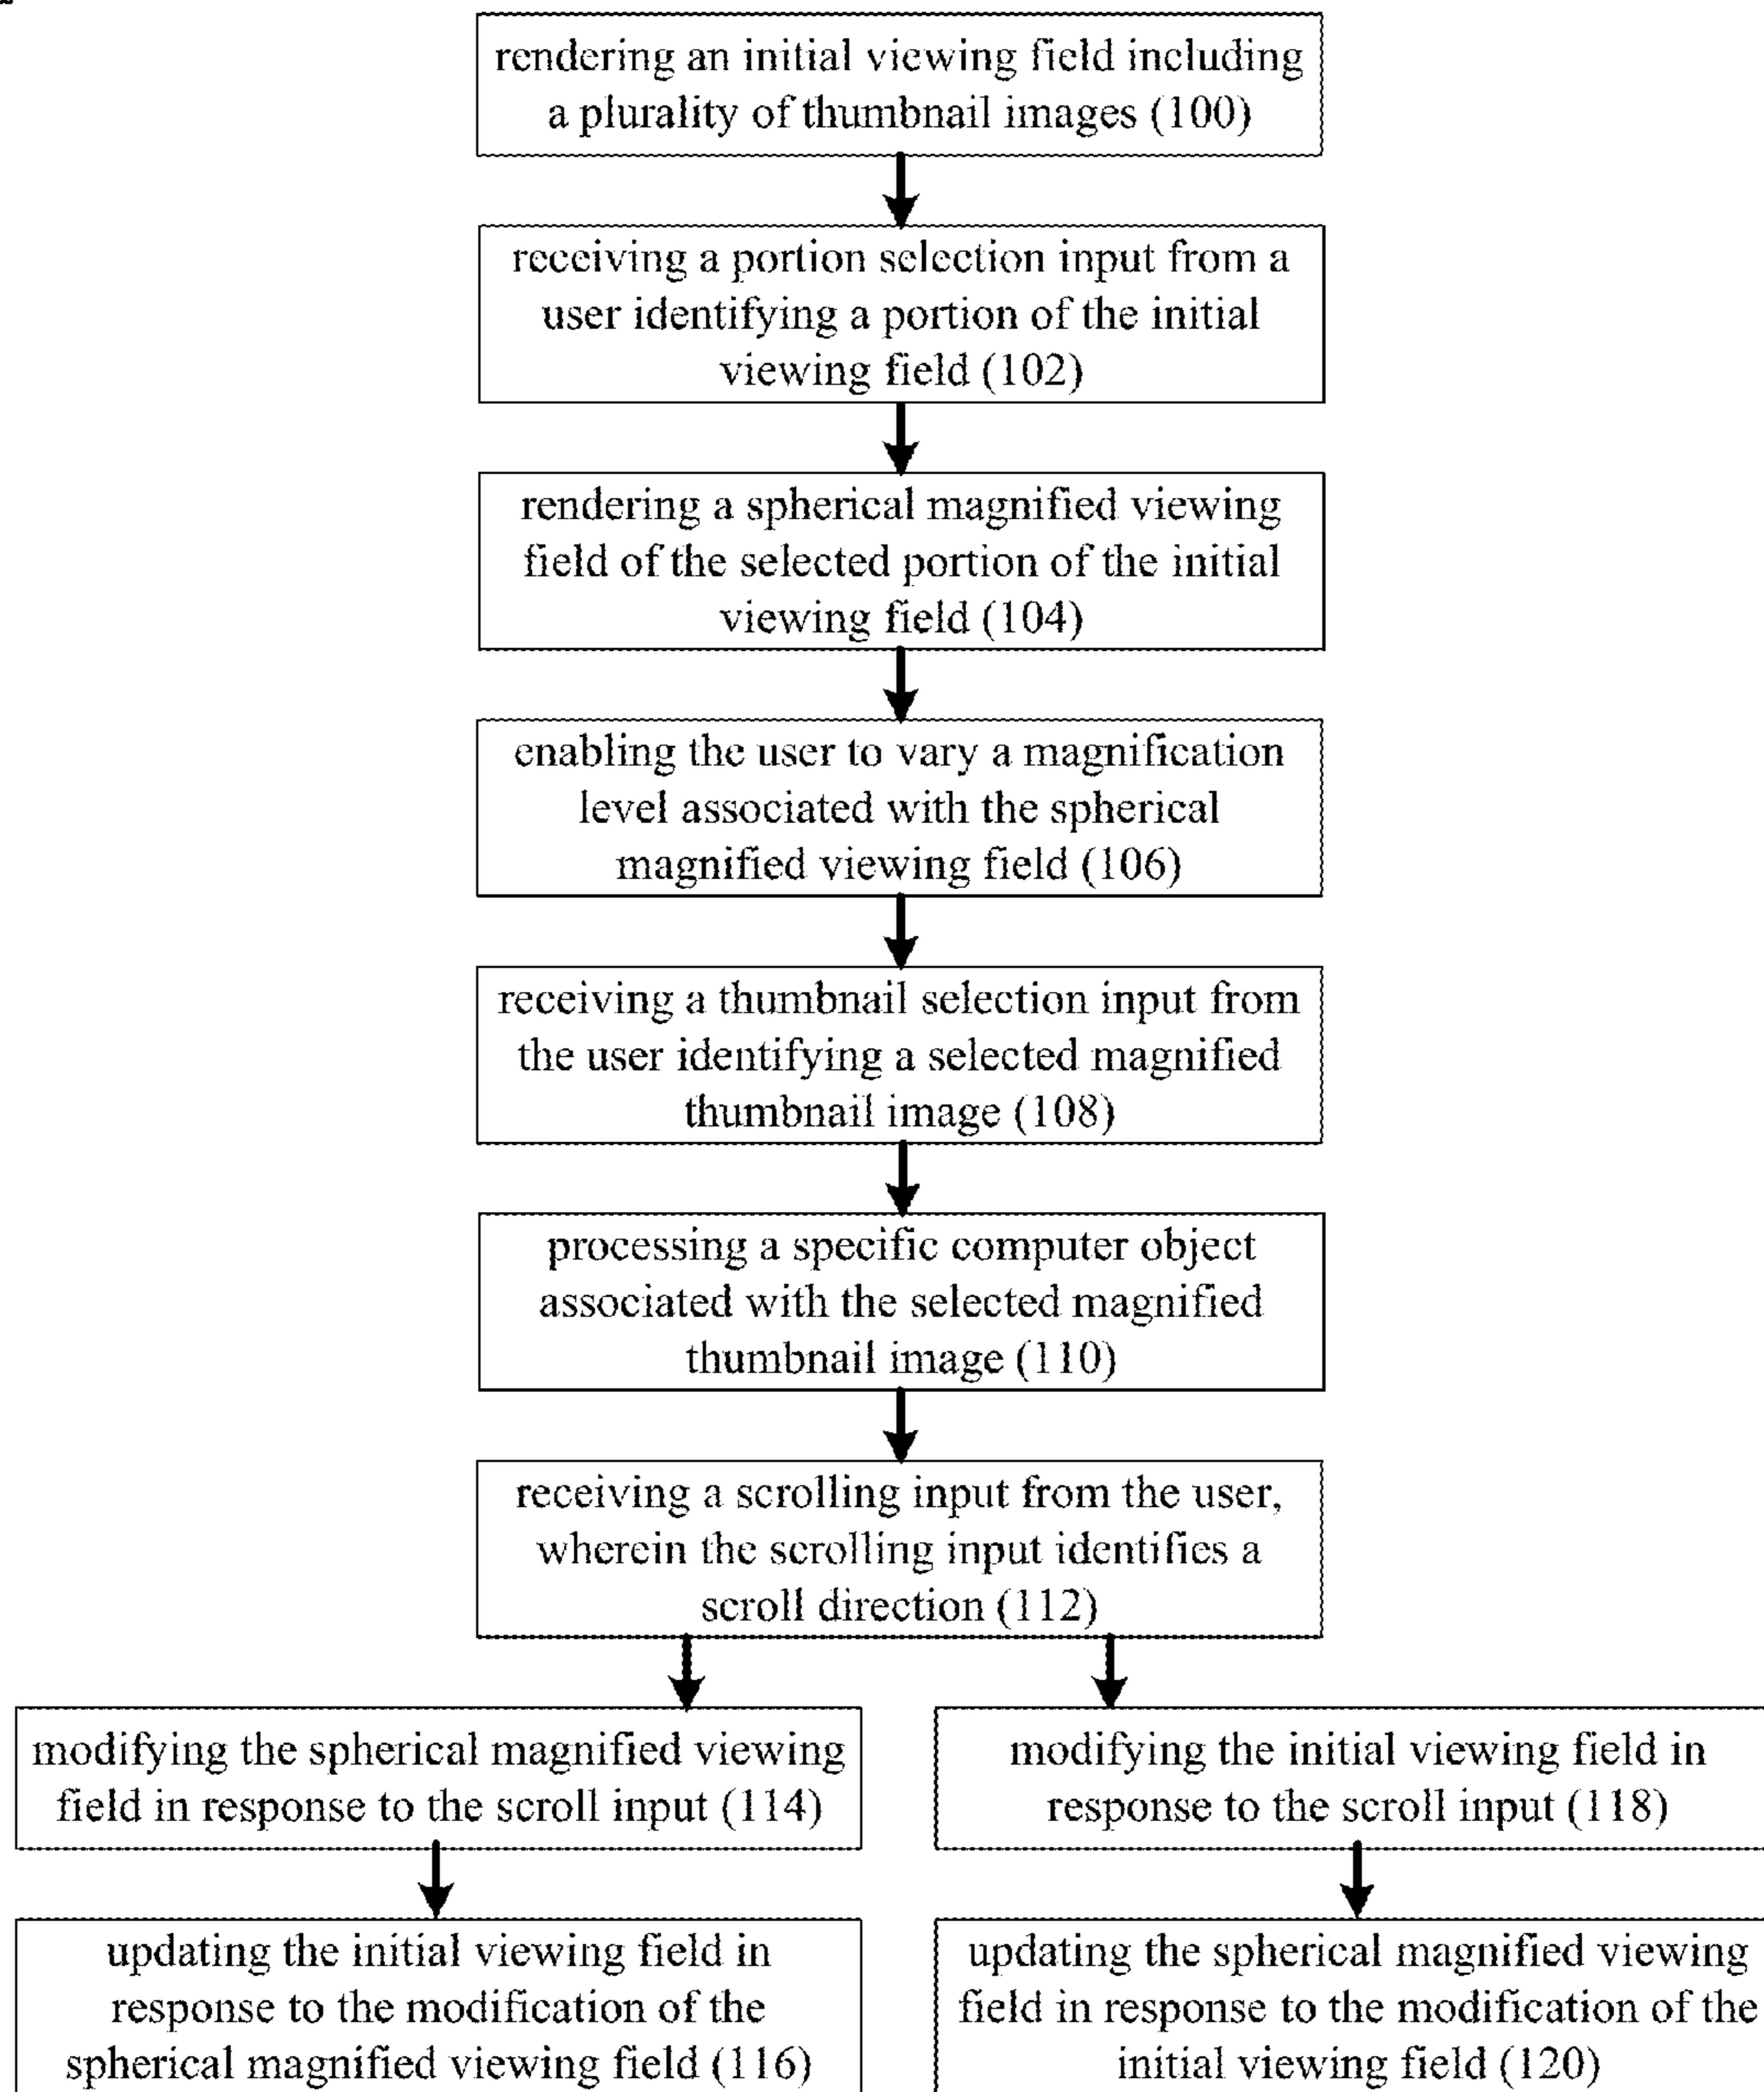 rendering an initial viewing field including
a plurality of thumbnail images (100)
receiving a portion selection input from a
user identifying a portion of the initial
viewing field (102)
rendering a spherical magnified viewing
field of the selected portion of the initial
viewing field (104)
enabling the user to vary a magnification
level associated with the spherical
magnified viewing field (106)
receiving a thumbnail selection input from
the user identifying a selected magnified
thumbnail image (108)
processing a specific computer object
associated with the selected magnified
thumbnail image (110)
receiving a scrolling input from the user,
wherein the scrolling input identifies a
scroll direction (112)
modifying the spherical magnified viewing
field in response to the scroll input (114)
updating the initial viewing field in
response to the modification of the
spherical magnified viewing field (116)
modifying the initial viewing field in
response to the scroll input (118)
updating the spherical magnified viewing
field in response to the modification of the
initial viewing field (120)